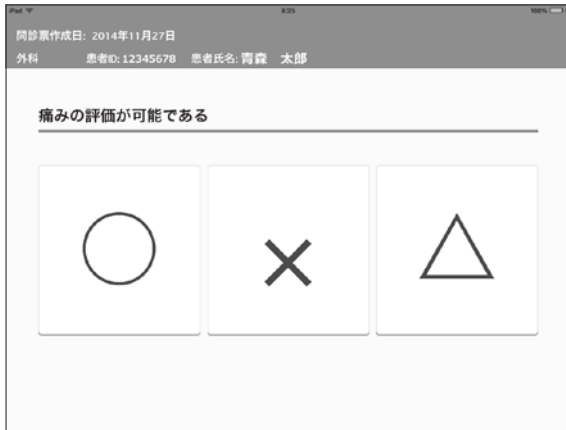 iPad 8:25 100%
問診票作成日: 2014年11月27日
外科 患者ID: 12345678 患者氏名: 青森 太郎
痛みの評価が可能である
○ × △